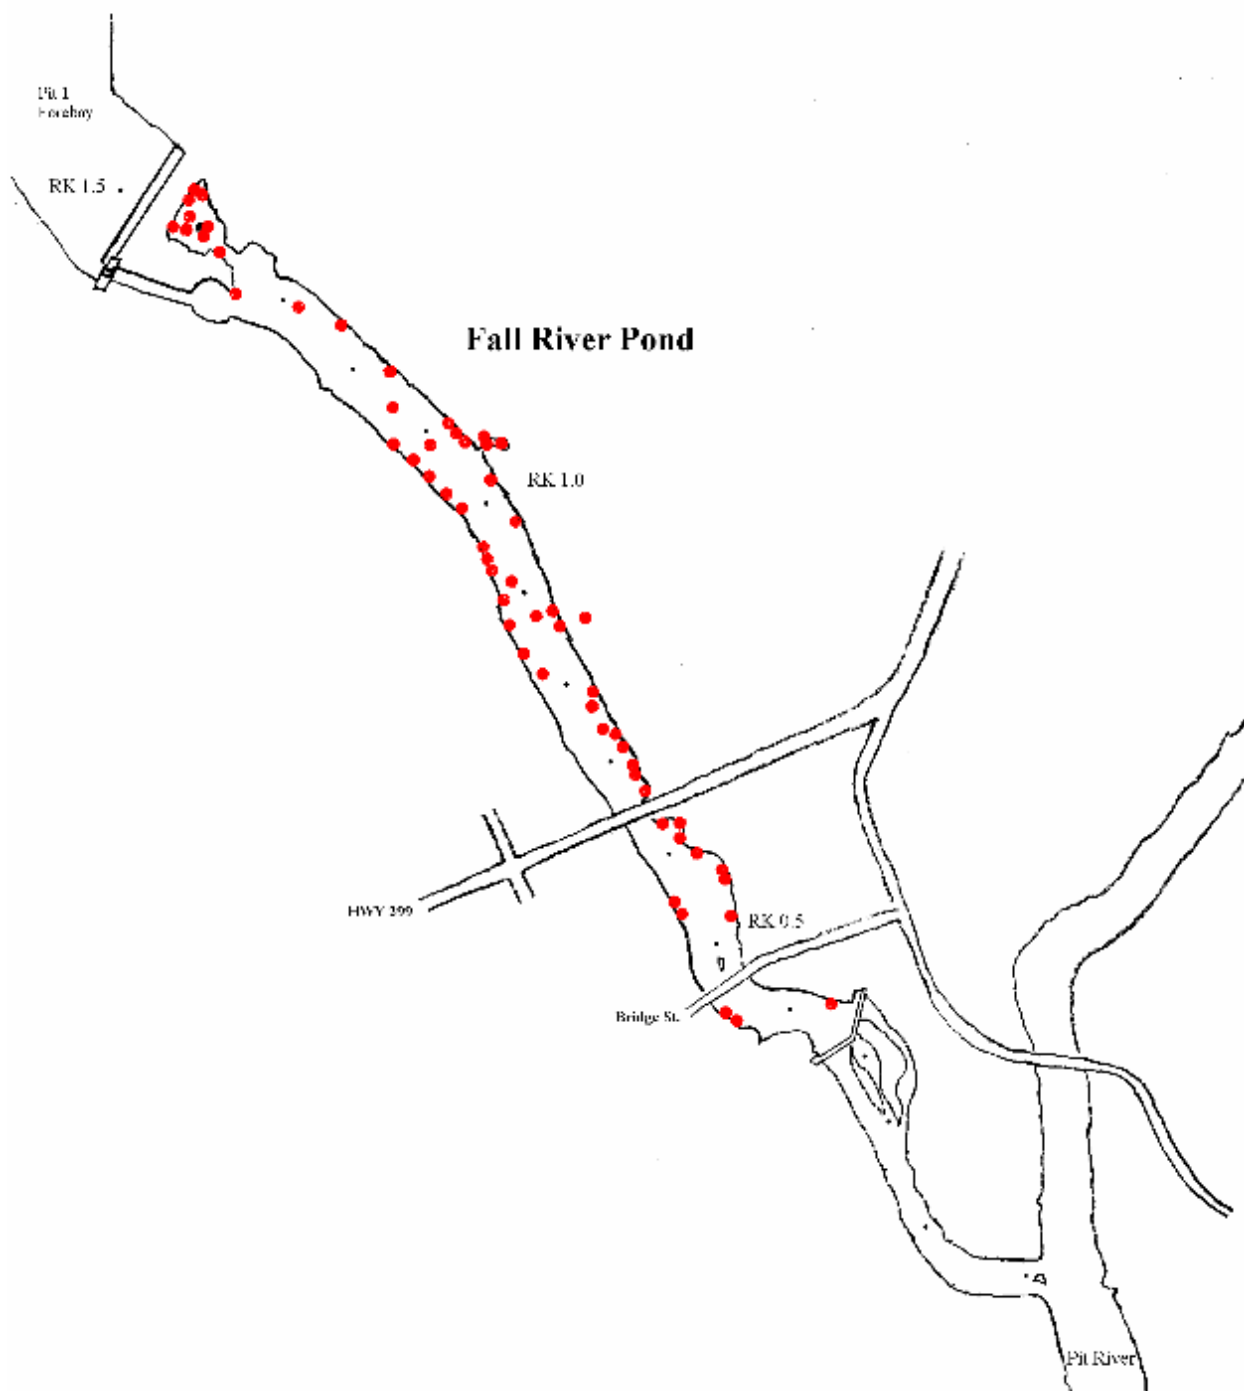 Pit 1
Forebay
RK 1.5
Fall River Pond
RK 1.0
HWY 299
RK 0.5
Bridge St.
Pit River